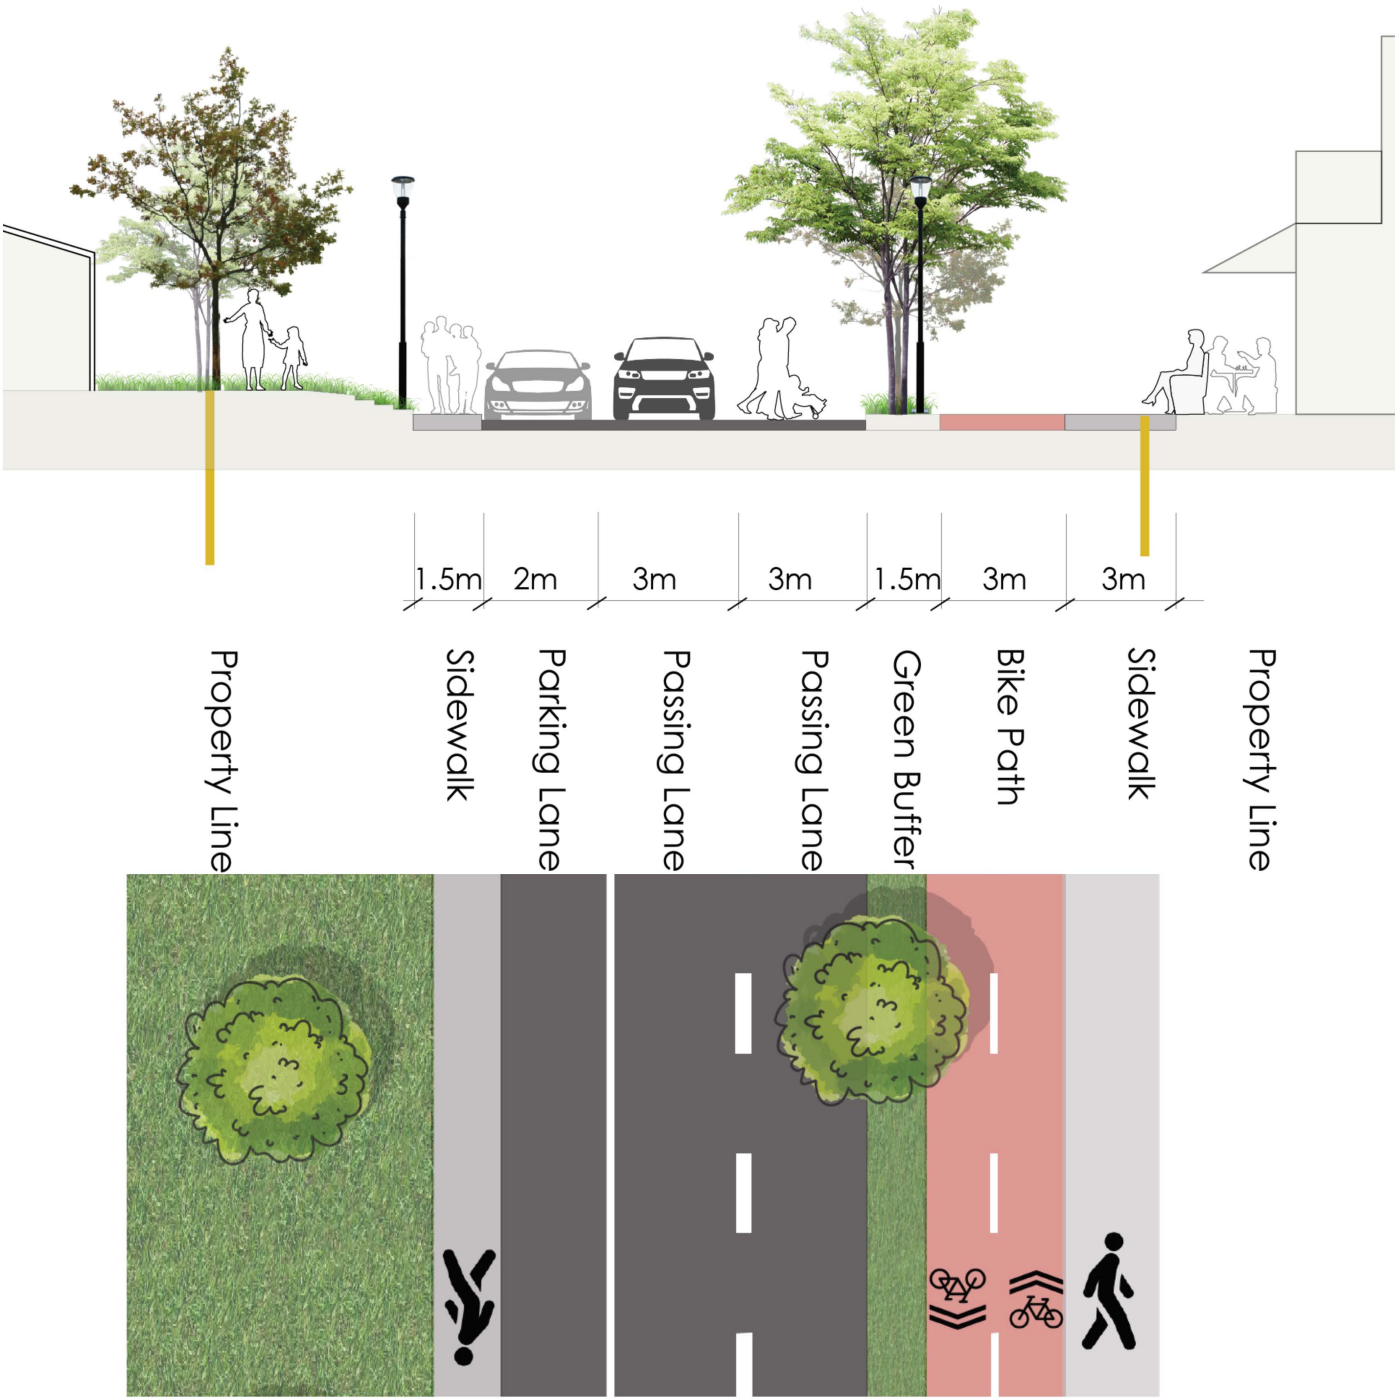 1.5m
2m
3m
3m
1.5m
3m
3m
Property Line
Sidewalk
Parking Lane
Passing Lane
Passing Lane
Green Buffer
Bike Path
Sidewalk
Property Line